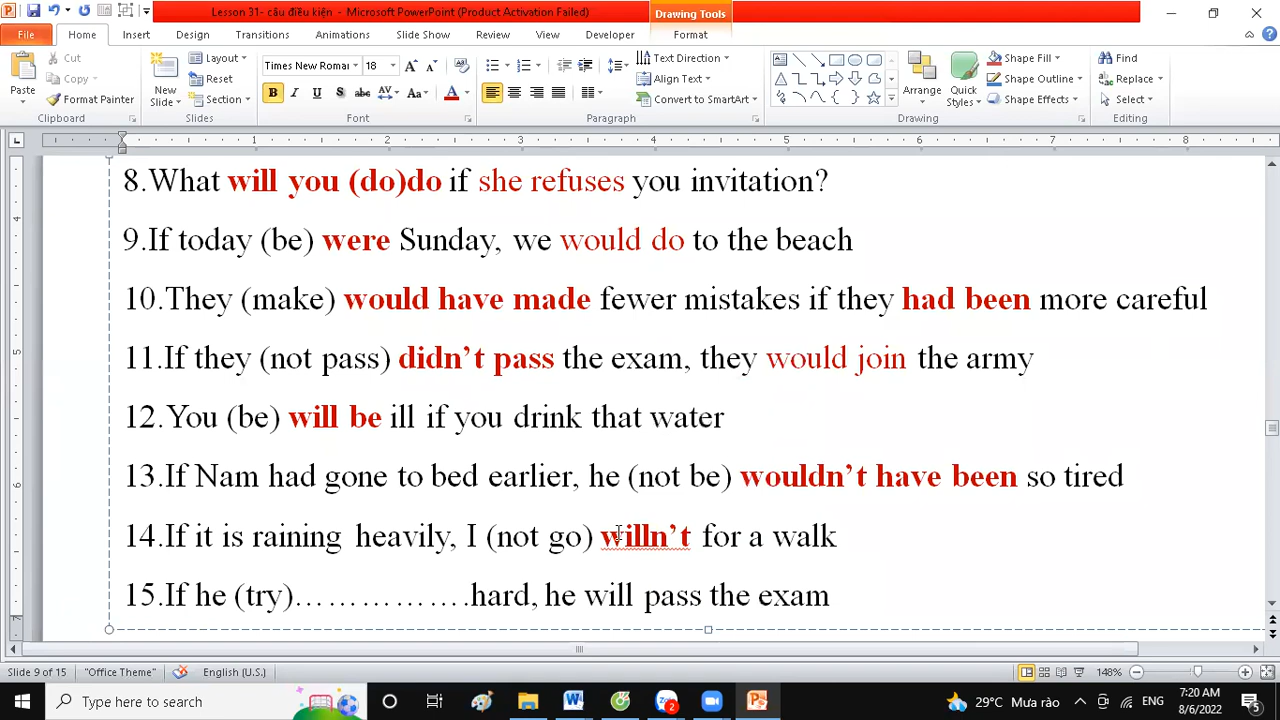 Lesson 31- câu điều kiện - Microsoft PowerPoint (Product Activation Failed)
Drawing Tools
File Home Insert Design Transitions Animations Slide Show Review View Developer Format
Paste Cut Copy Format Painter Clipboard
New Slide Layout Reset Section Slides
Times New Roma 18 Font
Text Direction Align Text Convert to SmartArt Paragraph
Arrange Quick Styles Shape Fill Shape Outline Shape Effects Drawing
Find Replace Select Editing
1 2 3 4 5 6 7 8
8.What will you (do)do if she refuses you invitation?
9.If today (be) were Sunday, we would do to the beach
10.They (make) would have made fewer mistakes if they had been more careful
11.If they (not pass) didn’t pass the exam, they would join the army
12.You (be) will be ill if you drink that water
13.If Nam had gone to bed earlier, he (not be) wouldn’t have been so tired
14.If it is raining heavily, I (not go) willn’t for a walk
15.If he (try)…………….hard, he will pass the exam
Slide 9 of 15 "Office Theme" English (U.S.) 148%
Type here to search 29°C Mưa rào ENG 7:20 AM
8/6/2022